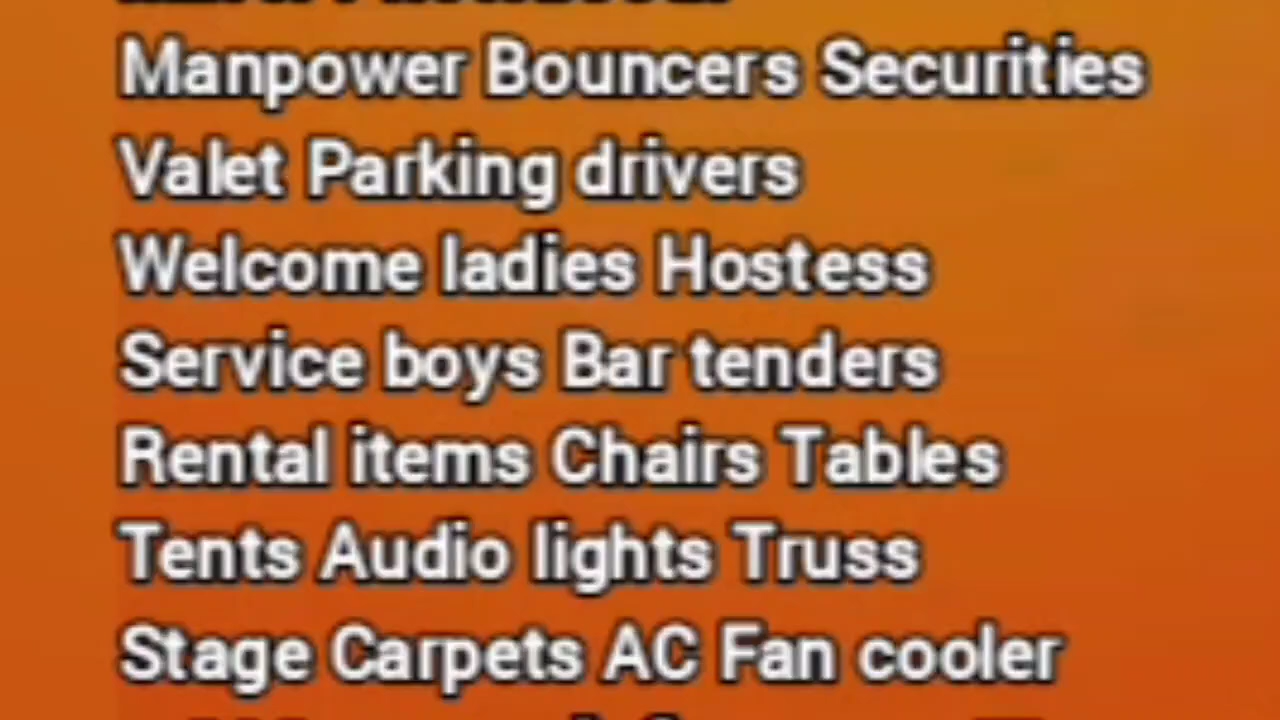 Manpower Bouncers Securities
Valet Parking drivers
Welcome ladies Hostess
Service boys Bar tenders
Rental items Chairs Tables
Tents Audio lights Truss
Stage Carpets AC Fan cooler